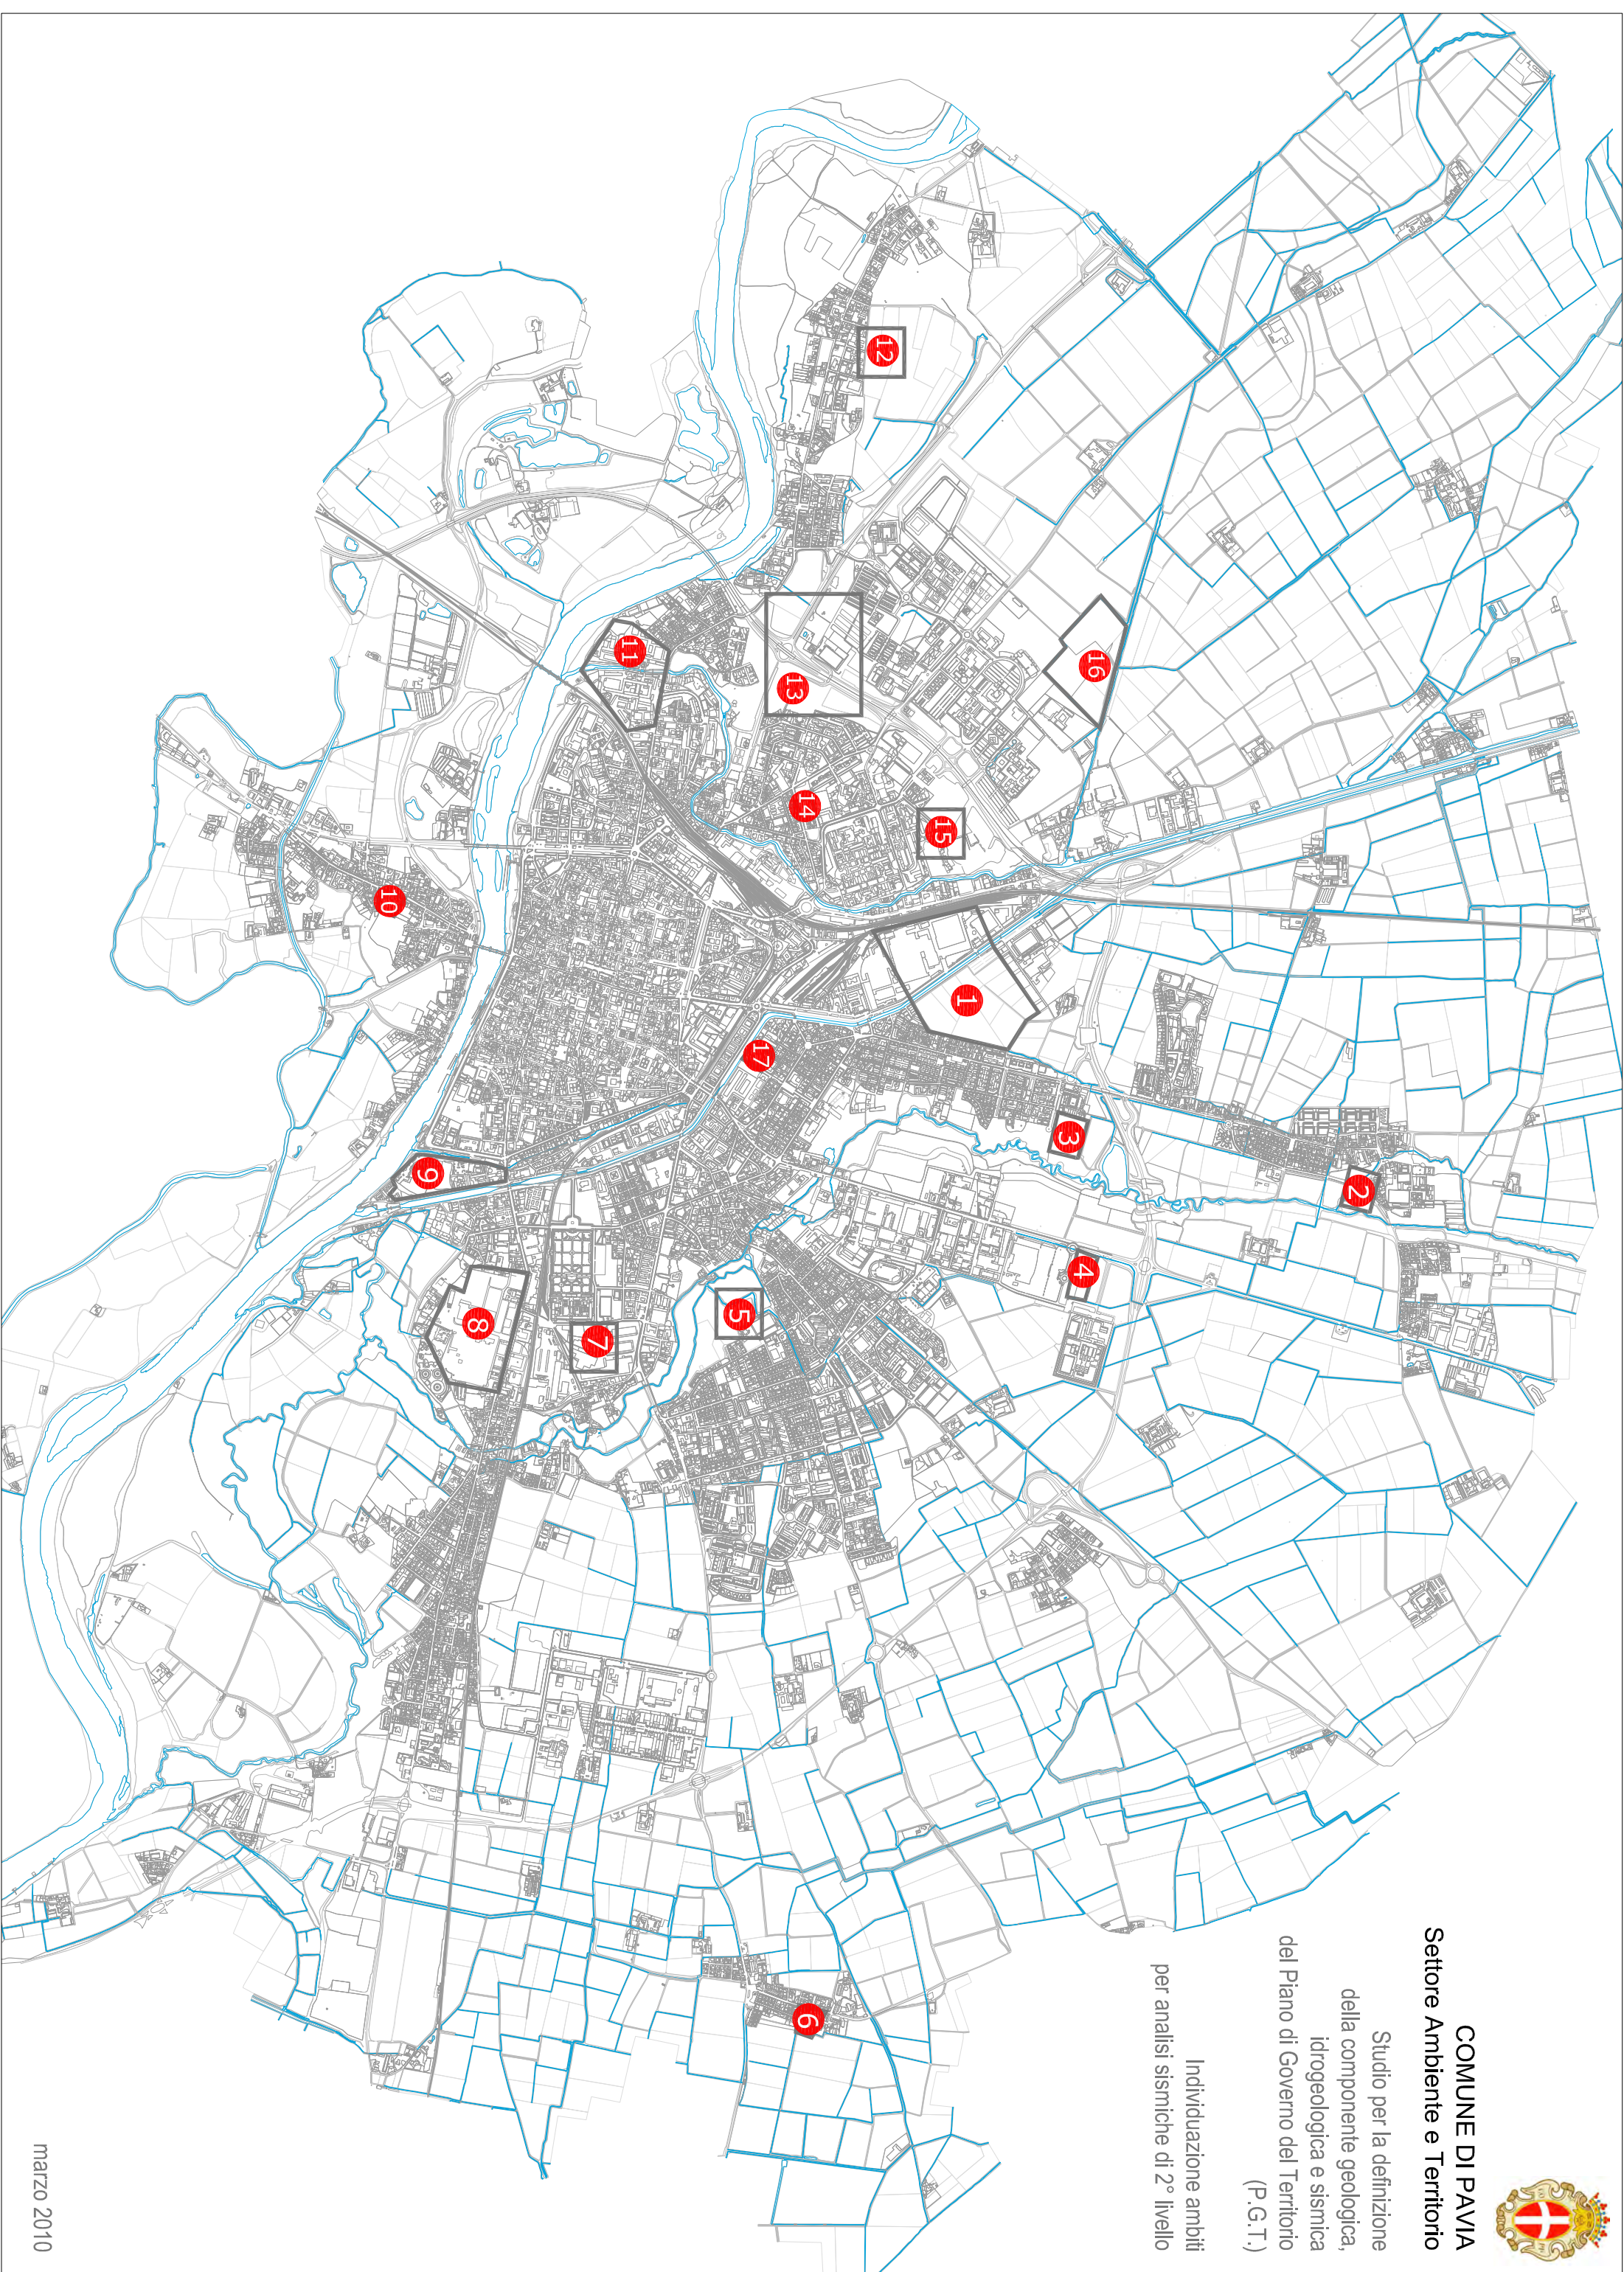 COMUNE DI PAVIA
Settore Ambiente e Territorio
Studio per la definizione
della componente geologica,
idrogeologica e sismica
del Piano di Governo del Territorio
(P.G.T.)
Individuazione ambiti
per analisi sismiche di 2° livello
marzo 2010
2
4
3
16
1
15
12
14
13
6
17
5
11
7
8
9
10